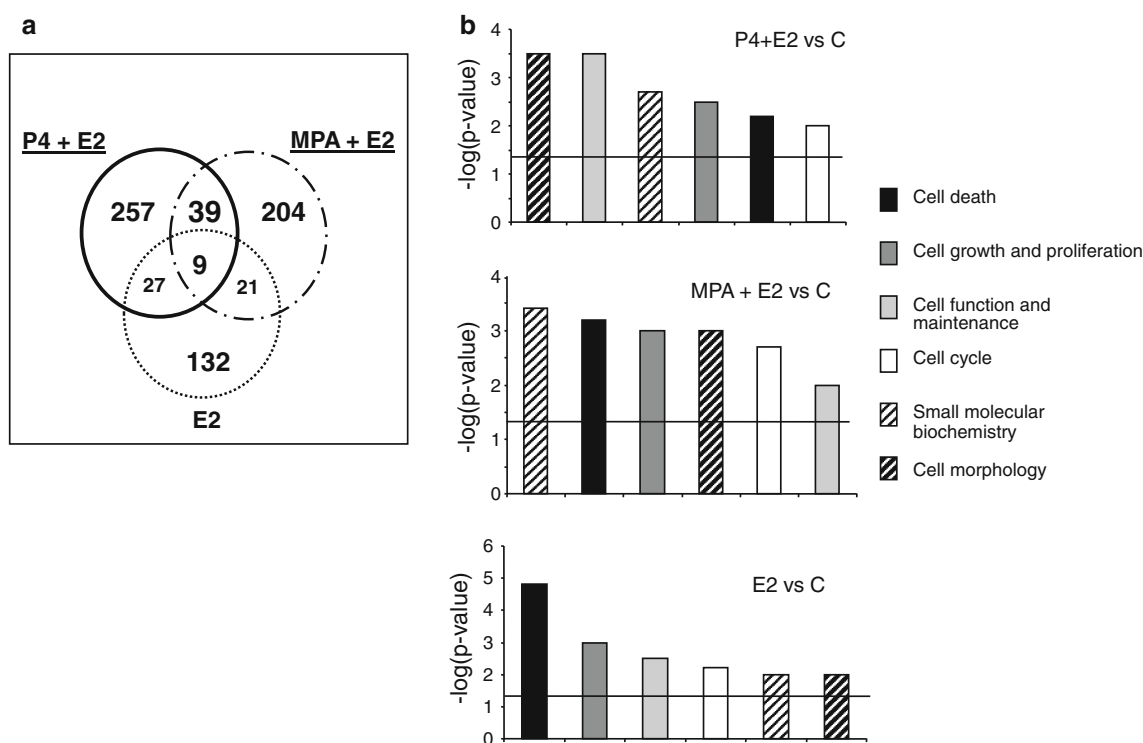 a
P4 + E2
MPA + E2
257
39
204
9
27
21
132
E2
b
P4+E2 vs C
-log(p-value)
4
3
2
1
0
MPA + E2 vs C
-log(p-value)
4
3
2
1
0
E2 vs C
-log(p-value)
6
5
4
3
2
1
0
Cell death
Cell growth and proliferation
Cell function and
maintenance
Cell cycle
Small molecular
biochemistry
Cell morphology